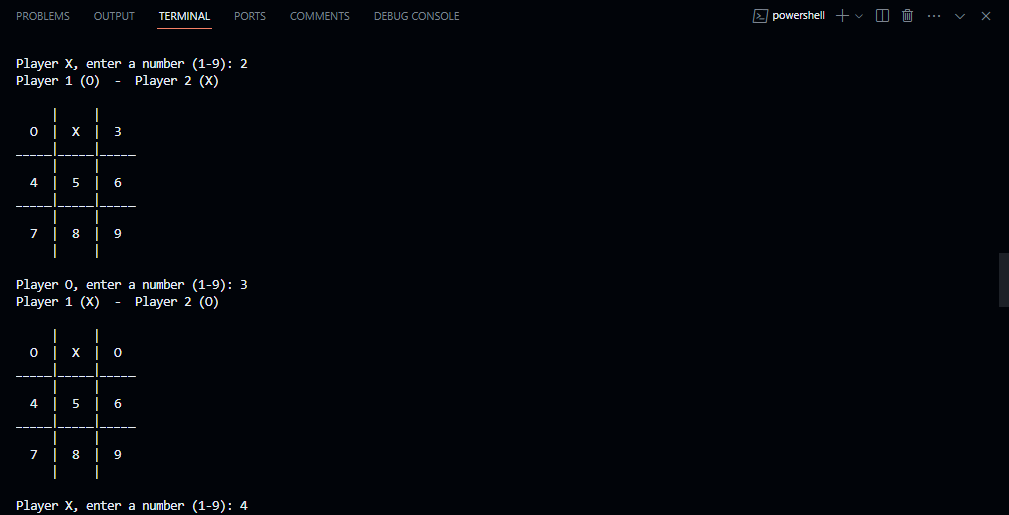 PROBLEMS OUTPUT TERMINAL PORTS COMMENTS DEBUG CONSOLE powershell
Player X, enter a number (1-9): 2
Player 1 (O)  -  Player 2 (X)
     |     |
  O  |  X  |  3
_____|_____|_____
     |     |
  4  |  5  |  6
_____|_____|_____
     |     |
  7  |  8  |  9
     |     |
Player O, enter a number (1-9): 3
Player 1 (X)  -  Player 2 (O)
     |     |
  O  |  X  |  O
_____|_____|_____
     |     |
  4  |  5  |  6
_____|_____|_____
     |     |
  7  |  8  |  9
     |     |
Player X, enter a number (1-9): 4